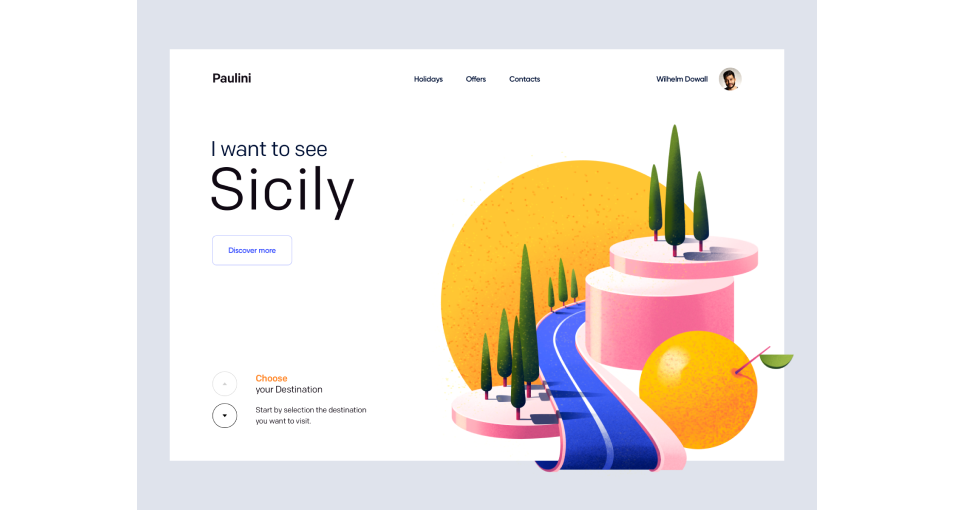 Paulini
Holidays
Offers
Contacts
Wilhelm Dowall
I want to see
Sicily
Discover more
Choose
your Destination
Start by selection the destination
you want to visit.